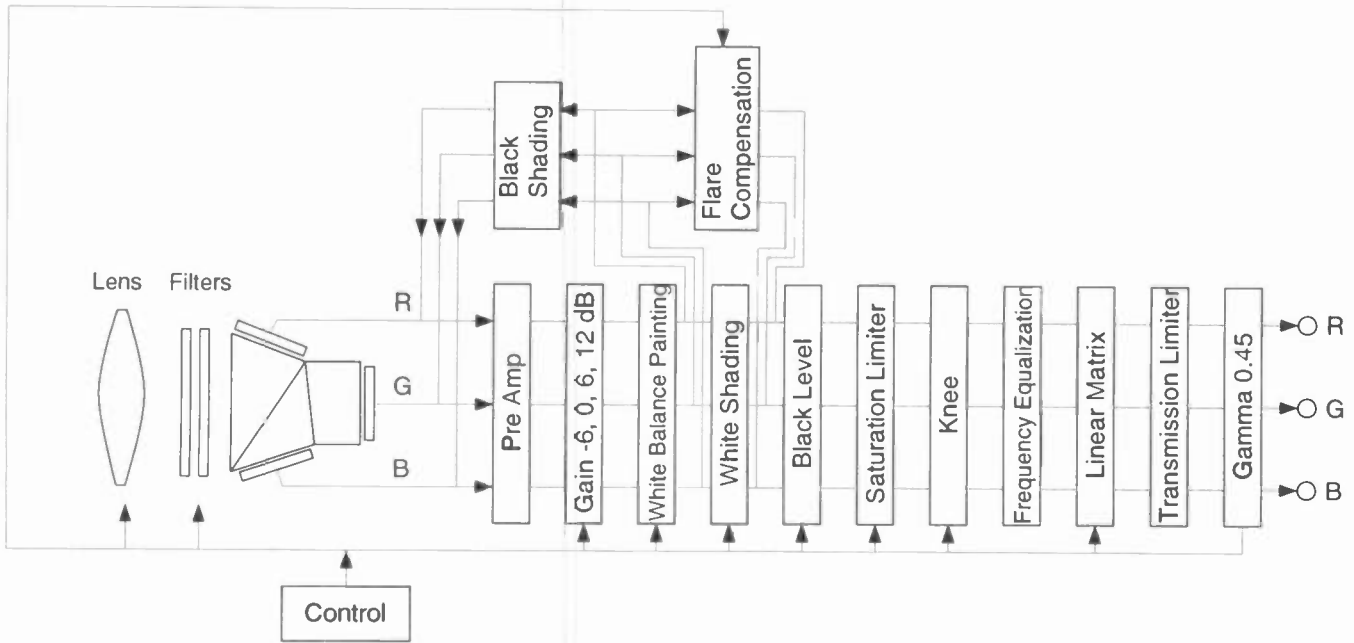 Black
Shading
Flare
Compensation
Lens
Filters
R
G
B
Pre Amp
Gain -6, 0, 6, 12 dB
White Balance Painting
White Shading
Black Level
Saturation Limiter
Knee
Frequency Equalization
Linear Matrix
Transmission Limiter
Gamma 0.45
R
G
B
Control